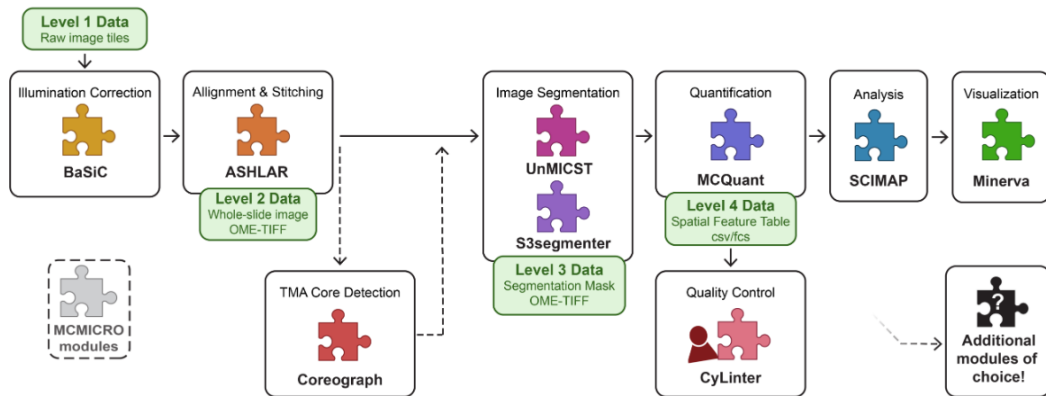 Level 1 Data
Raw image tiles
Illumination Correction
BaSiC
Allignment & Stitching
ASHLAR
Level 2 Data
Whole-slide image
OME-TIFF
TMA Core Detection
Coreograph
Image Segmentation
UnMICST
S3segmenter
Level 3 Data
Segmentation Mask
OME-TIFF
Quantification
MCQuant
Level 4 Data
Spatial Feature Table
csv/fcs
Quality Control
CyLinter
Analysis
SCIMAP
Visualization
Minerva
MCMICRO
modules
?
Additional
modules of
choice!